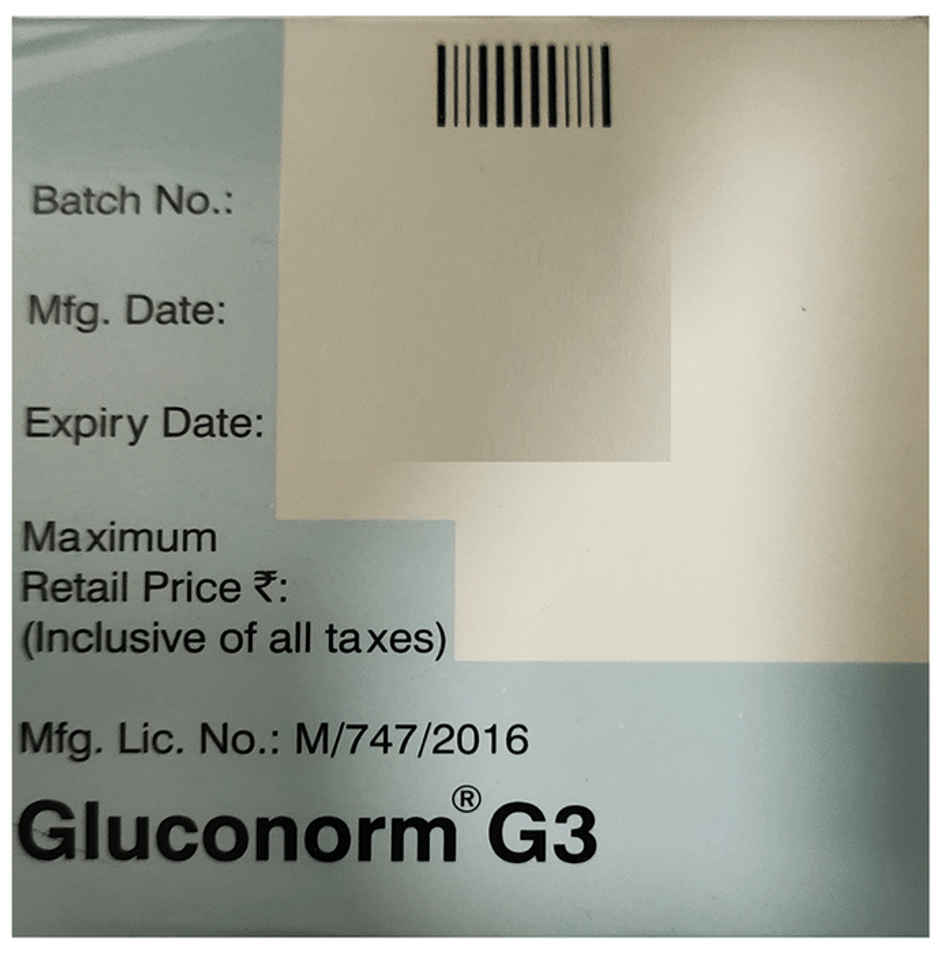 Batch No.:
Mfg. Date:
Expiry Date:
Maximum
Retail Price ₹:
(Inclusive of all taxes)
Mfg. Lic. No.: M/747/2016
Gluconorm® G3